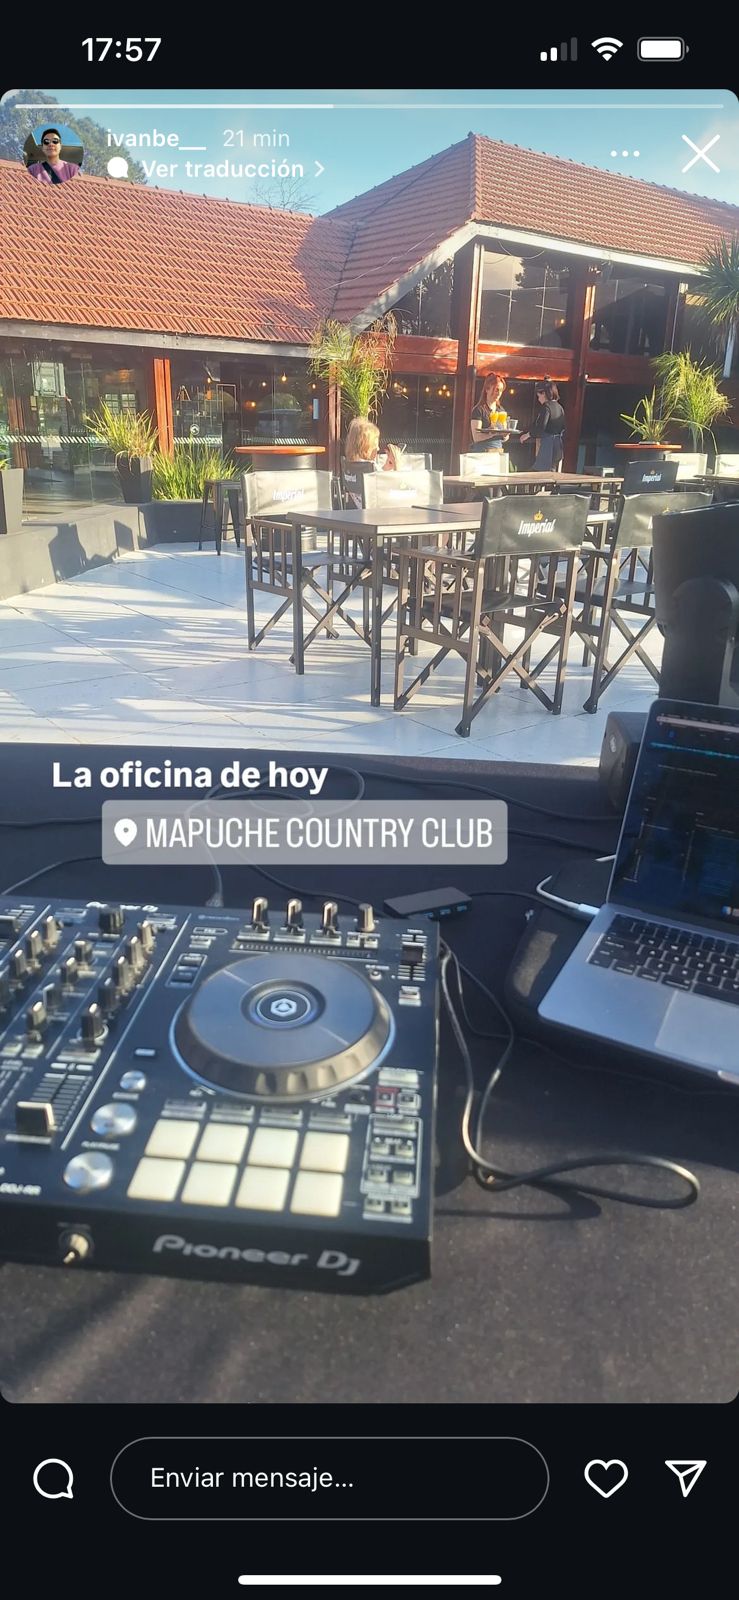 17:57
ivanbe__ 21 min
Ver traducción
Imperial
Imperial
Imperial
La oficina de hoy
MAPUCHE COUNTRY CLUB
Pioneer Dj
Enviar mensaje...